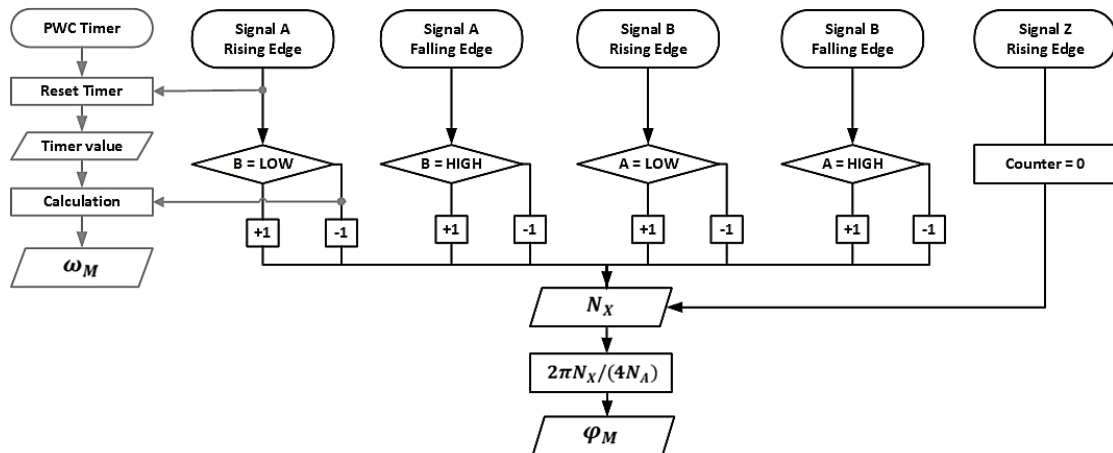 PWC Timer
Reset Timer
Timer value
Calculation
ω_M
Signal A
Rising Edge
B = LOW
+1
-1
Signal A
Falling Edge
B = HIGH
+1
-1
Signal B
Rising Edge
A = LOW
+1
-1
Signal B
Falling Edge
A = HIGH
+1
-1
Signal Z
Rising Edge
Counter = 0
N_X
2πN_X/(4N_A)
φ_M